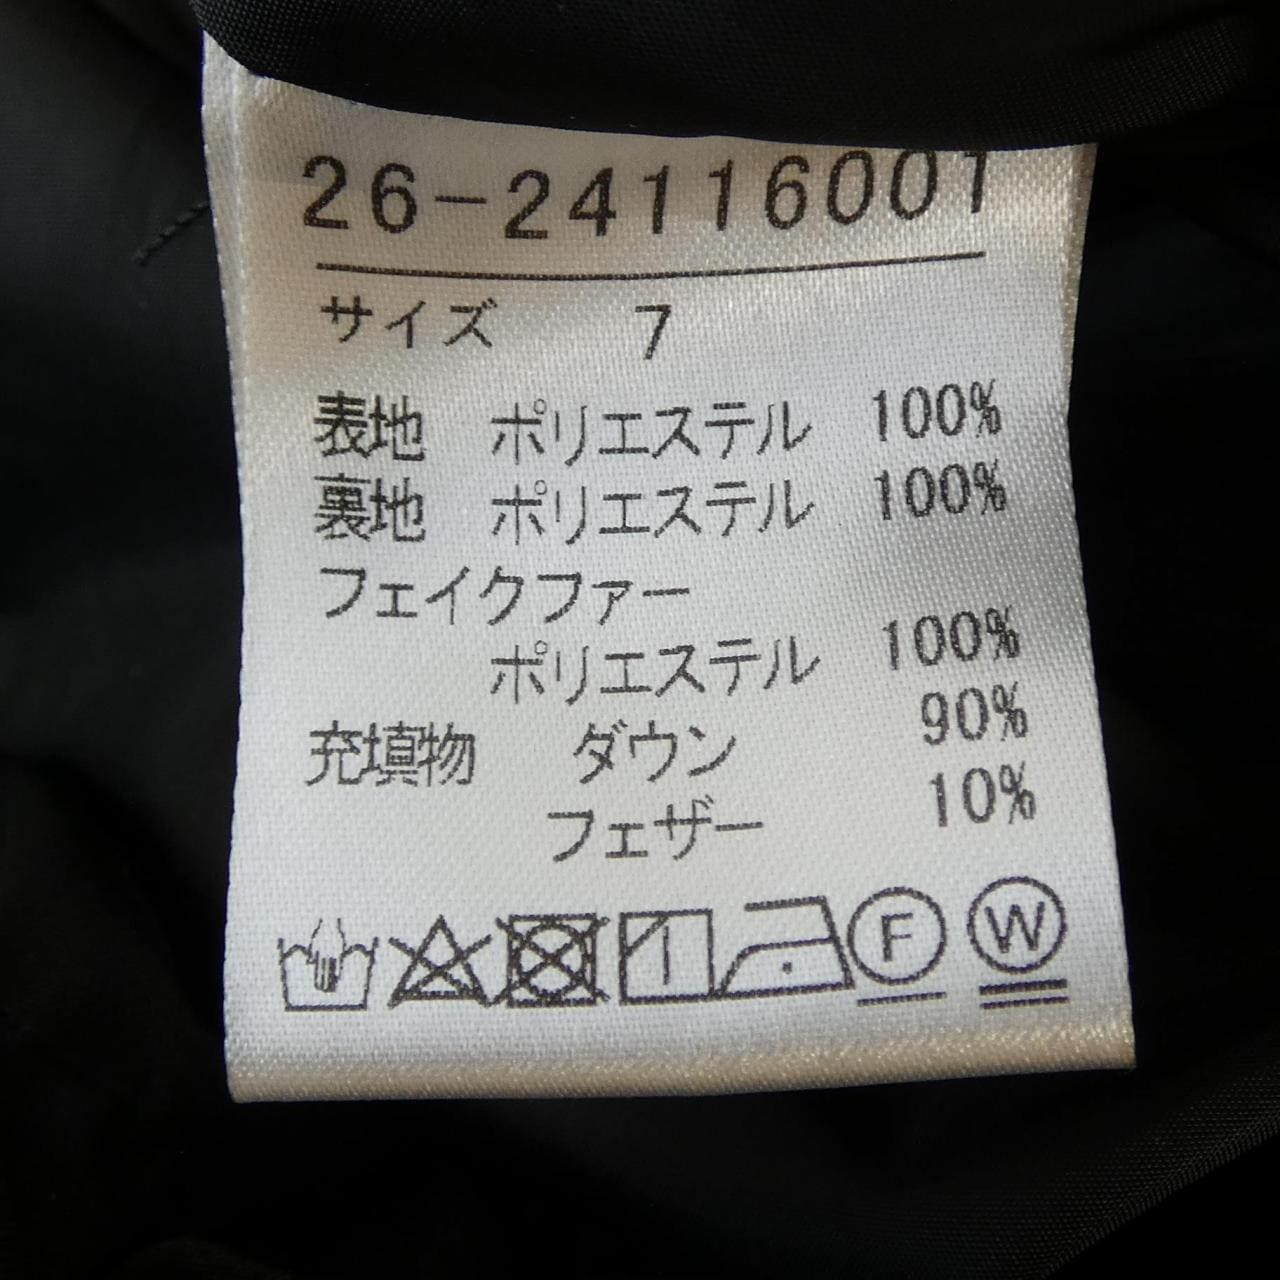 26-24116001
サイズ 7
表地 ポリエステル 100%
裏地 ポリエステル 100%
フェイクファー
ポリエステル 100%
充填物 ダウン 90%
フェザー 10%
F W